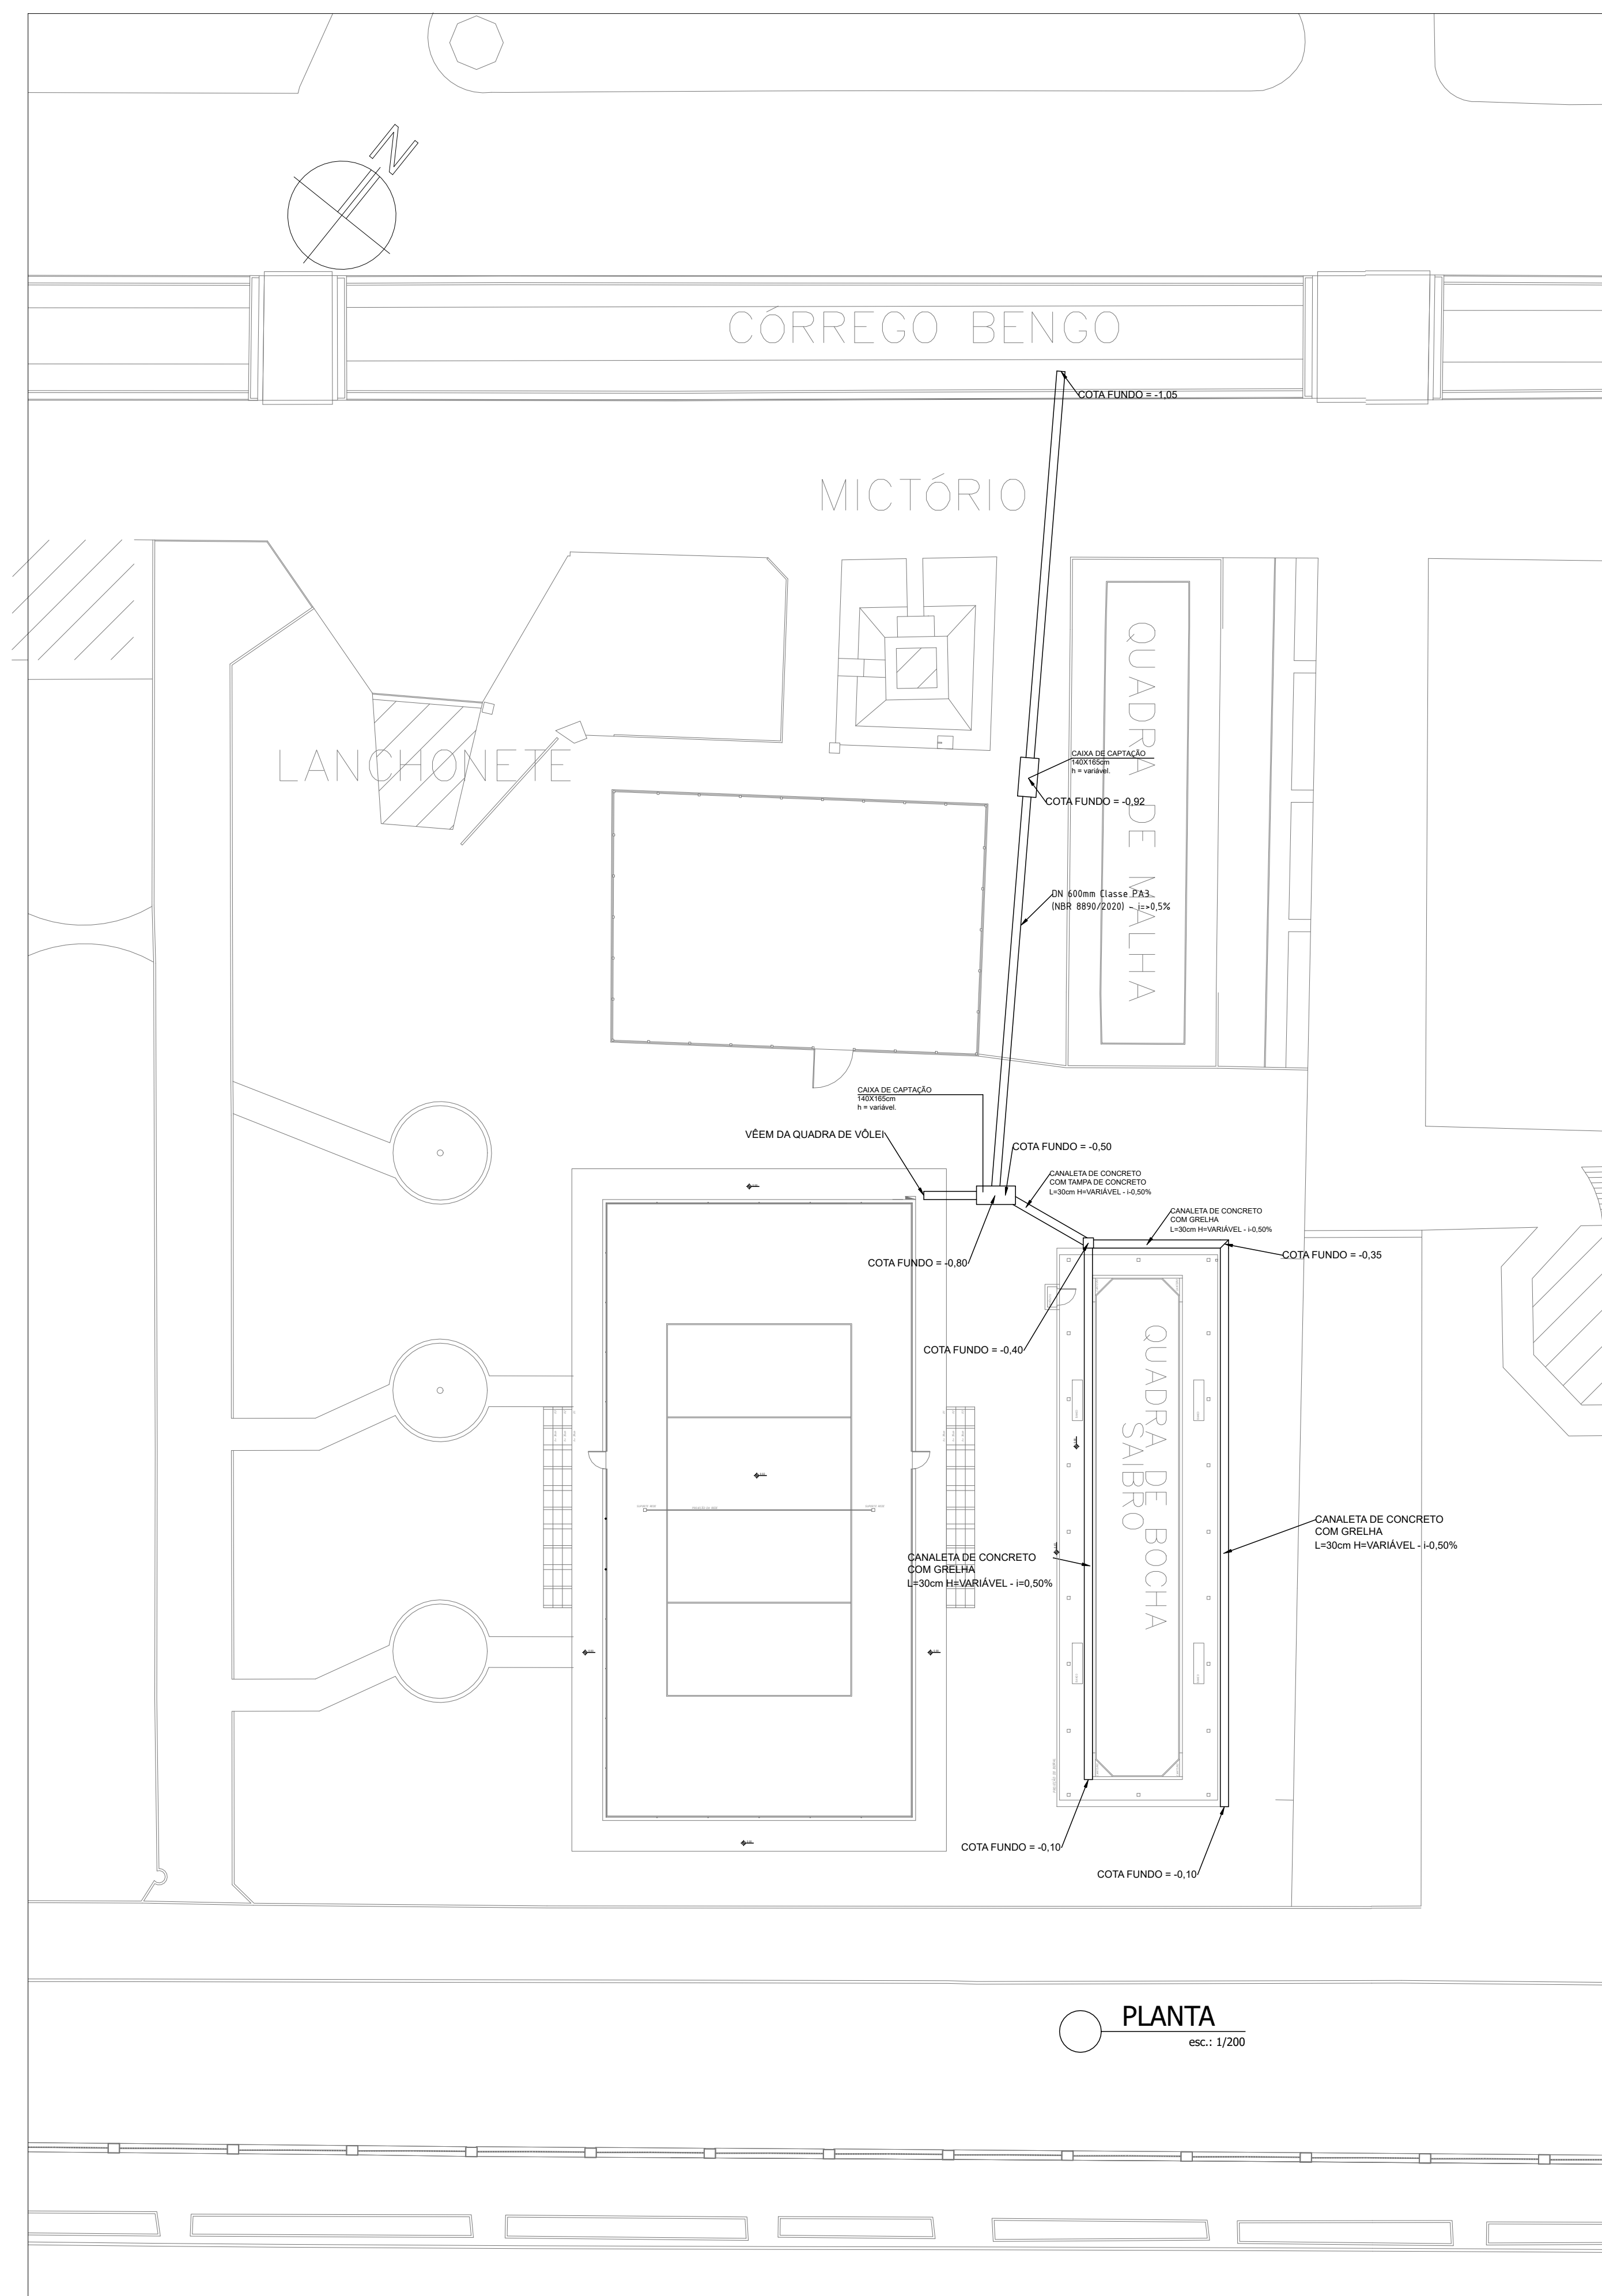 N
CÓRREGO BENGO
COTA FUNDO = -1,05
MICTÓRIO
QUADRA DE MALHA
LANCHONETE
CAIXA DE CAPTAÇÃO
140X165cm
h = variável.
COTA FUNDO = -0,92
DN 600mm Classe PA3
(NBR 8890/2020) - i=>0,5%
CAIXA DE CAPTAÇÃO
140X165cm
h = variável.
VÊEM DA QUADRA DE VÔLEI
COTA FUNDO = -0,50
CANALETA DE CONCRETO
COM TAMPA DE CONCRETO
L=30cm H=VARIÁVEL - i-0,50%
CANALETA DE CONCRETO
COM GRELHA
L=30cm H=VARIÁVEL - i-0,50%
COTA FUNDO = -0,35
COTA FUNDO = -0,80
COTA FUNDO = -0,40
QUADRA DE BOCHA
SAIBRO
CANALETA DE CONCRETO
COM GRELHA
L=30cm H=VARIÁVEL - i-0,50%
CANALETA DE CONCRETO
COM GRELHA
L=30cm H=VARIÁVEL - i=0,50%
COTA FUNDO = -0,10
COTA FUNDO = -0,10
PLANTA
esc.: 1/200